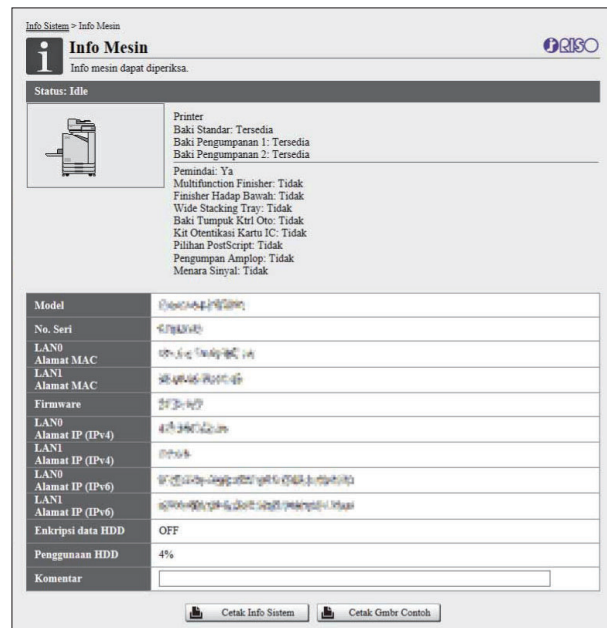 Info Sistem > Info Mesin
Info Mesin
RISO
Info mesin dapat diperiksa.
Status: Idle
Printer
Baki Standar: Tersedia
Baki Pengumpanan 1: Tersedia
Baki Pengumpanan 2: Tersedia
Pemindai: Ya
Multifunction Finisher: Tidak
Finisher Hadap Bawah: Tidak
Wide Stacking Tray: Tidak
Baki Tumpuk Ktrl Oto: Tidak
Kit Otentikasi Kartu IC: Tidak
Pilihan PostScript: Tidak
Pengumpan Amplop: Tidak
Menara Sinyal: Tidak
Model
No. Seri
LAN0
Alamat MAC
LAN1
Alamat MAC
Firmware
LAN0
Alamat IP (IPv4)
LAN1
Alamat IP (IPv4)
LAN0
Alamat IP (IPv6)
LAN1
Alamat IP (IPv6)
Enkripsi data HDD OFF
Penggunaan HDD 4%
Komentar
Cetak Info Sistem Cetak Gmbr Contoh